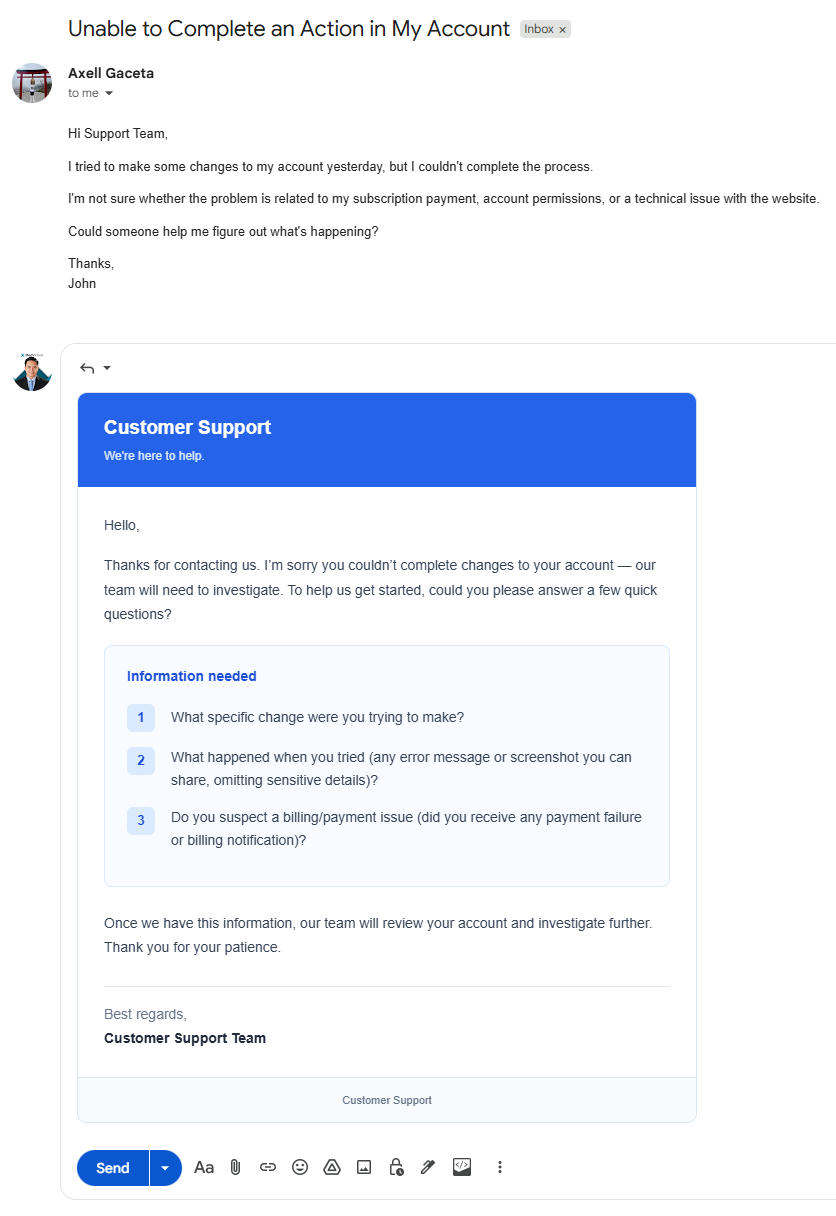 Unable to Complete an Action in My Account Inbox ×
Axell Gaceta
to me
Hi Support Team,
I tried to make some changes to my account yesterday, but I couldn't complete the process.
I'm not sure whether the problem is related to my subscription payment, account permissions, or a technical issue with the website.
Could someone help me figure out what's happening?
Thanks,
John
Customer Support
We're here to help.
Hello,
Thanks for contacting us. I’m sorry you couldn’t complete changes to your account — our
team will need to investigate. To help us get started, could you please answer a few quick
questions?
Information needed
1 What specific change were you trying to make?
2 What happened when you tried (any error message or screenshot you can
share, omitting sensitive details)?
3 Do you suspect a billing/payment issue (did you receive any payment failure
or billing notification)?
Once we have this information, our team will review your account and investigate further.
Thank you for your patience.
Best regards,
Customer Support Team
Customer Support
Send Aa